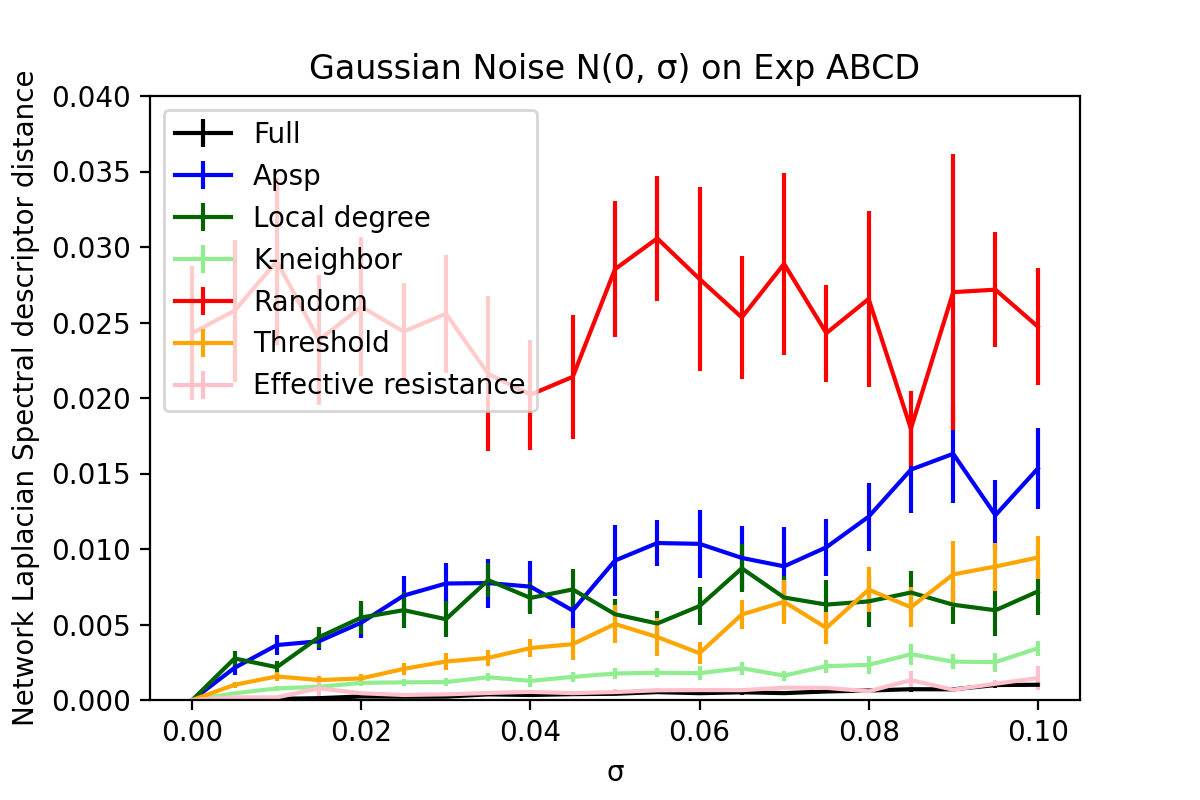 Gaussian Noise N(0, σ) on Exp ABCD
Network Laplacian Spectral descriptor distance
0.040
0.035
0.030
0.025
0.020
0.015
0.010
0.005
0.000
Full
Apsp
Local degree
K-neighbor
Random
Threshold
Effective resistance
0.00
0.02
0.04
0.06
0.08
0.10
σ